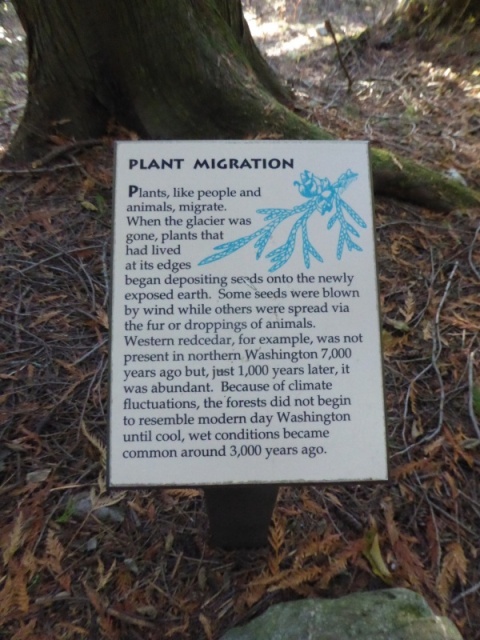 PLANT MIGRATION
Plants, like people and
animals, migrate.
When the glacier was
gone, plants that
had lived
at its edges
began depositing seeds onto the newly
exposed earth. Some seeds were blown
by wind while others were spread via
the fur or droppings of animals.
Western redcedar, for example, was not
present in northern Washington 7,000
years ago but, just 1,000 years later, it
was abundant. Because of climate
fluctuations, the forests did not begin
to resemble modern day Washington
until cool, wet conditions became
common around 3,000 years ago.